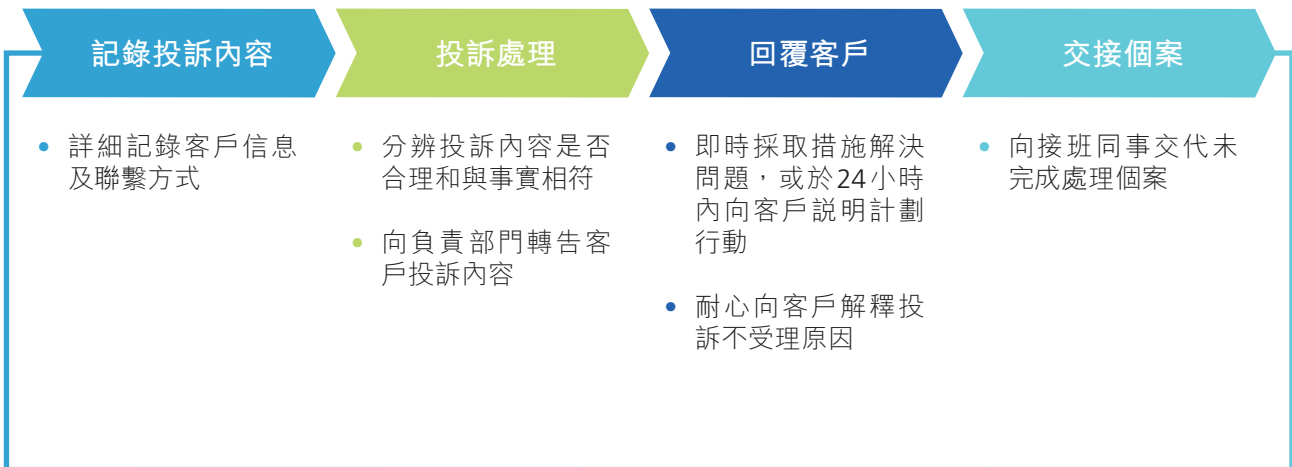 記錄投訴內容
投訴處理
回覆客戶
交接個案
• 詳細記錄客戶信息
及聯繫方式
• 分辨投訴內容是否
合理和與事實相符
• 向負責部門轉告客
戶投訴內容
• 即時採取措施解決
問題，或於24小時
內向客戶説明計劃
行動
• 耐心向客戶解釋投
訴不受理原因
• 向接班同事交代未
完成處理個案